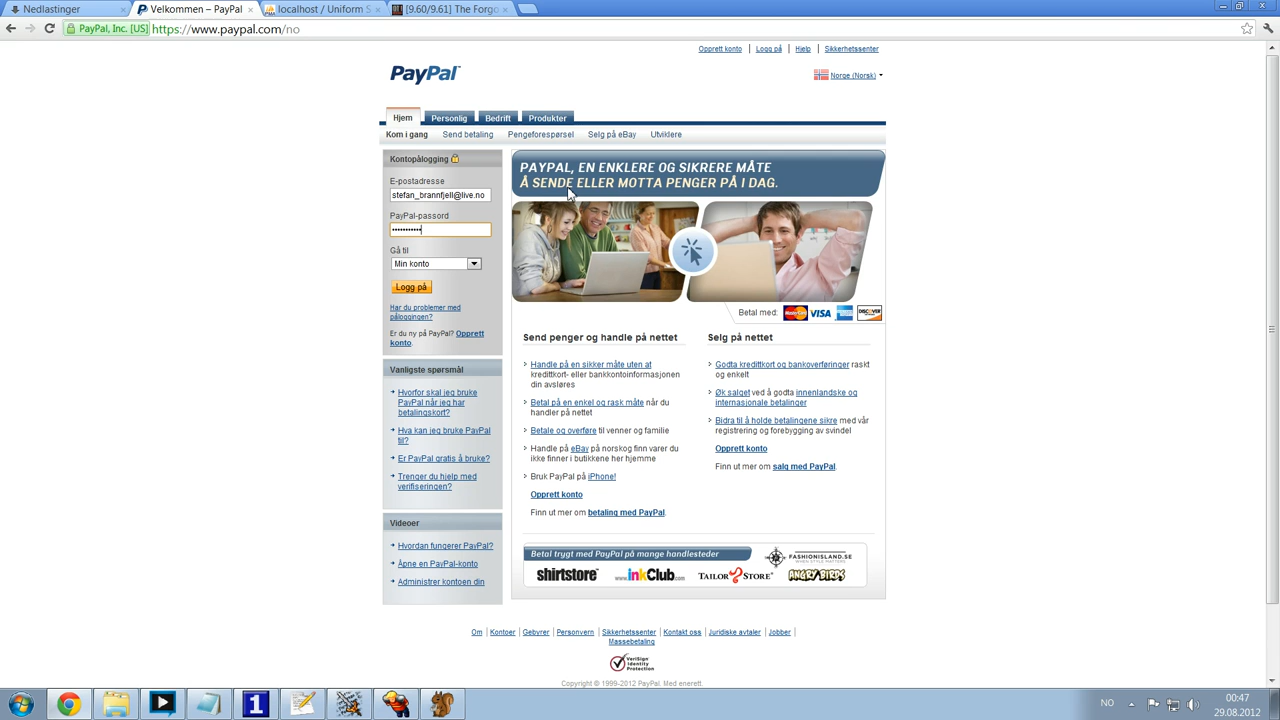 Nedlastinger
Velkommen – PayPal
localhost / Uniform S
[9.60/9.61] The Forgo
PayPal, Inc. [US]
https://www.paypal.com/no
Opprett konto
Logg på
Hjelp
Sikkerhetssenter
PayPal
Norge (Norsk)
Hjem
Personlig
Bedrift
Produkter
Kom i gang
Send betaling
Pengeforespørsel
Selg på eBay
Utviklere
Kontopålogging
E-postadresse
stefan_brannfjell@live.no
PayPal-passord
Gå til
Min konto
Logg på
Har du problemer med
påloggingen?
Er du ny på PayPal? Opprett
konto.
Vanligste spørsmål
Hvorfor skal jeg bruke
PayPal når jeg har
betalingskort?
Hva kan jeg bruke PayPal
til?
Er PayPal gratis å bruke?
Trenger du hjelp med
verifiseringen?
Videoer
Hvordan fungerer PayPal?
Åpne en PayPal-konto
Administrer kontoen din
PAYPAL, EN ENKLERE OG SIKRERE MÅTE
Å SENDE ELLER MOTTA PENGER PÅ I DAG.
Betal med:
MasterCard
VISA
DISCOVER
Send penger og handle på nettet
Handle på en sikker måte uten at
kredittkort- eller bankkontoinformasjonen
din avsløres
Betal på en enkel og rask måte når du
handler på nettet
Betale og overføre til venner og familie
Handle på eBay på norskog finn varer du
ikke finner i butikkene her hjemme
Bruk PayPal på iPhone!
Opprett konto
Finn ut mer om betaling med PayPal.
Selg på nettet
Godta kredittkort og bankoverføringer raskt
og enkelt
Øk salget ved å godta innenlandske og
internasjonale betalinger
Bidra til å holde betalingene sikre med vår
registrering og forebygging av svindel
Opprett konto
Finn ut mer om salg med PayPal.
Betal trygt med PayPal på mange handlesteder
FASHIONISLAND.SE
WHEN STYLE MATTERS
shirtstore
www.inkClub.com
TAILOR STORE
ANGRY BIRDS
Om
Kontoer
Gebyrer
Personvern
Sikkerhetssenter
Kontakt oss
Juridiske avtaler
Jobber
Massebetaling
VeriSign
Identity
Protection
Copyright © 1999-2012 PayPal. Med enerett.
1
NO
00:47
29.08.2012